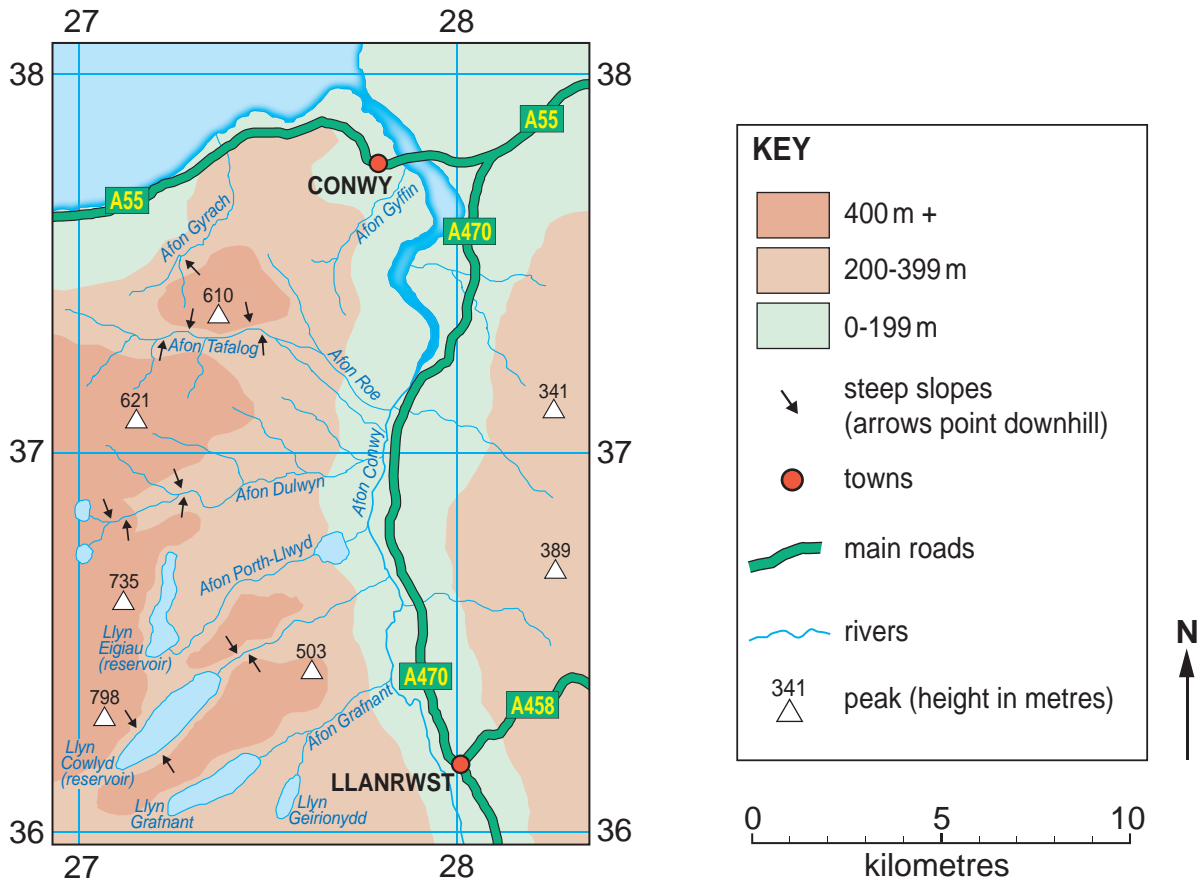 27
28
38
38
A55
A55
CONWY
Afon Gyffin
A470
Afon Gyrach
610
Afon Tafalog
Afon Roe
621
341
37
37
Afon Conwy
Afon Dulwyn
Afon Porth-Llwyd
389
735
Llyn
Eigiau
(reservoir)
503
A470
A458
798
Afon Grafnant
Llyn
Cowlyd
(reservoir)
LLANRWST
Llyn
Grafnant
Llyn
Geirionydd
36
36
27
28
KEY
400 m +
200-399 m
0-199 m
steep slopes
(arrows point downhill)
towns
main roads
rivers
341
peak (height in metres)
N
0
5
10
kilometres